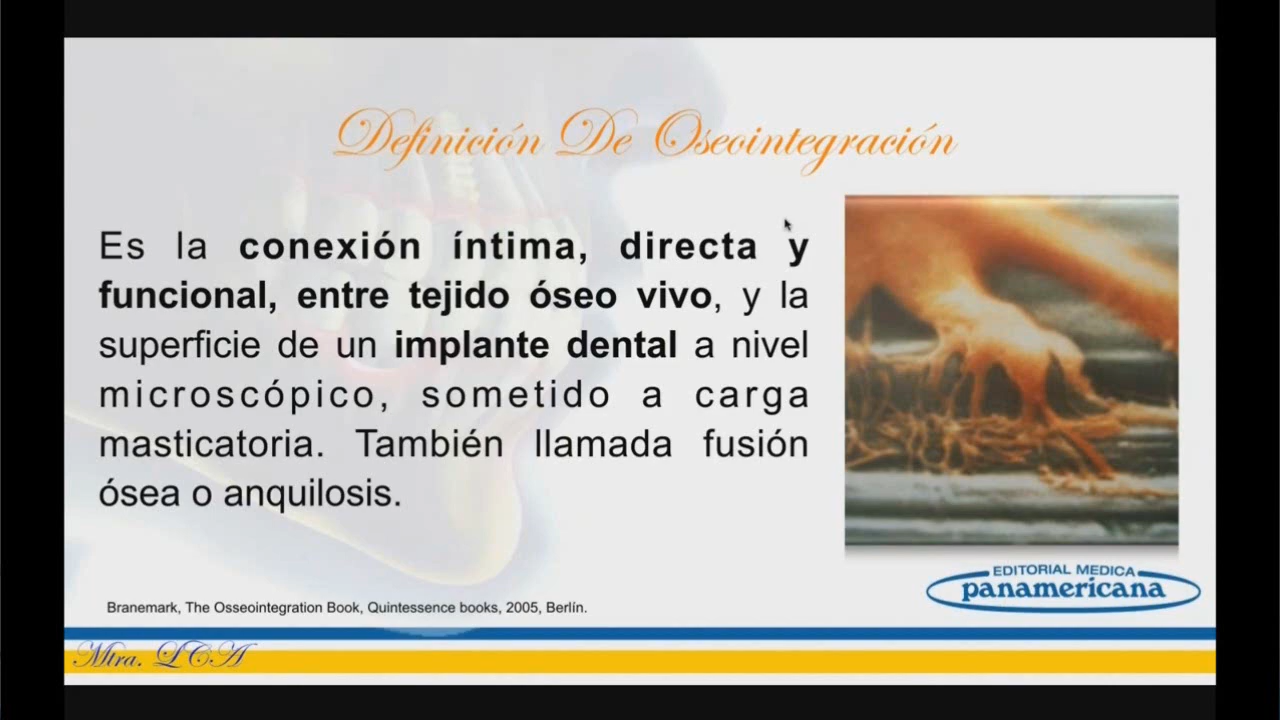 Definición De Oseointegración
Es la conexión íntima, directa y
funcional, entre tejido óseo vivo, y la
superficie de un implante dental a nivel
microscópico, sometido a carga
masticatoria. También llamada fusión
ósea o anquilosis.
EDITORIAL MEDICA
panamericana
Branemark, The Osseointegration Book, Quintessence books, 2005, Berlín.
Mtra. LCA